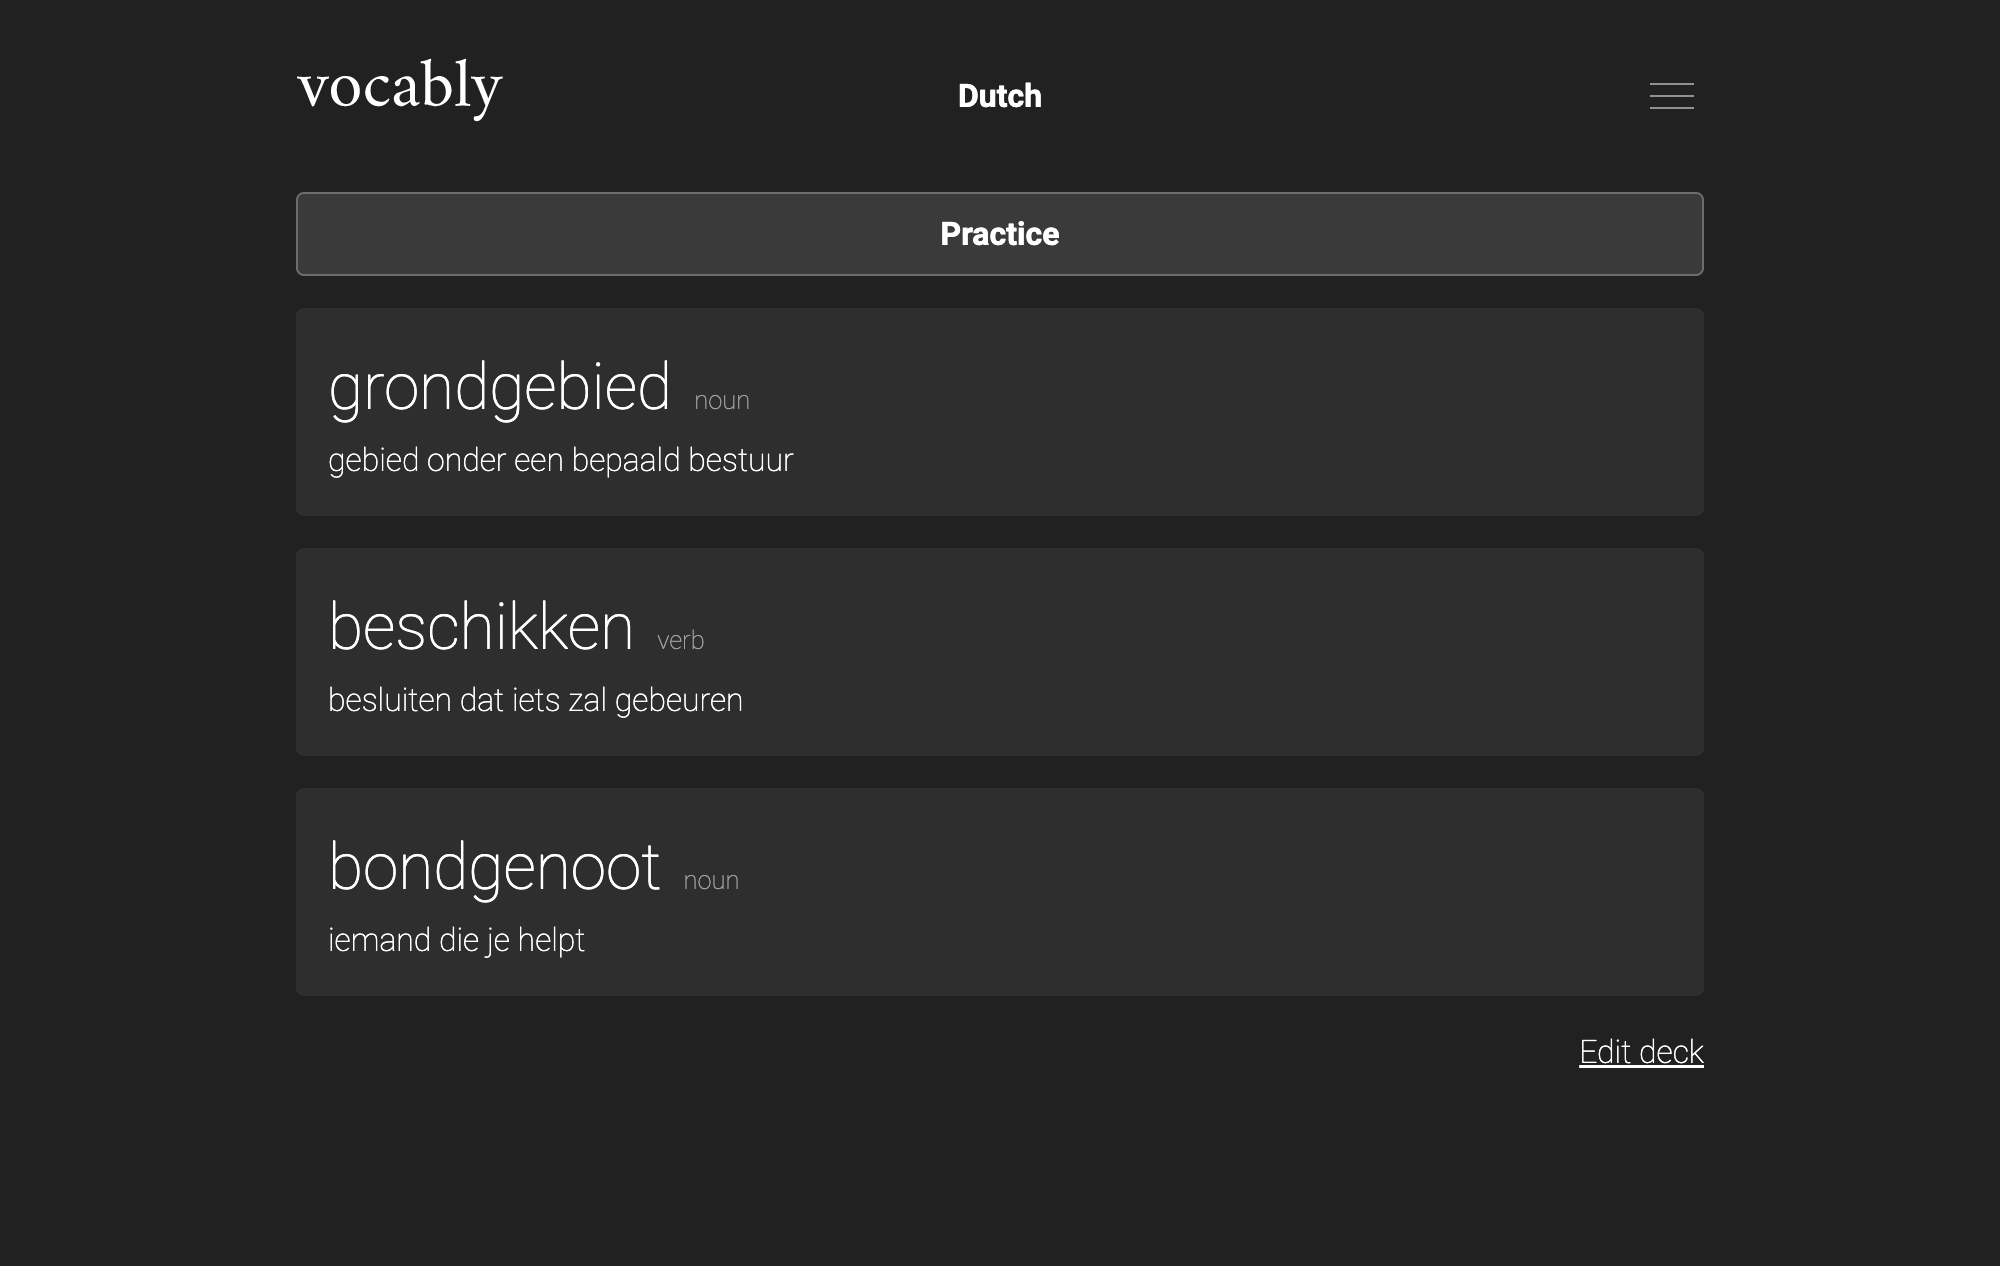 vocably
Dutch
Practice
grondgebied noun
gebied onder een bepaald bestuur
beschikken verb
besluiten dat iets zal gebeuren
bondgenoot noun
iemand die je helpt
Edit deck